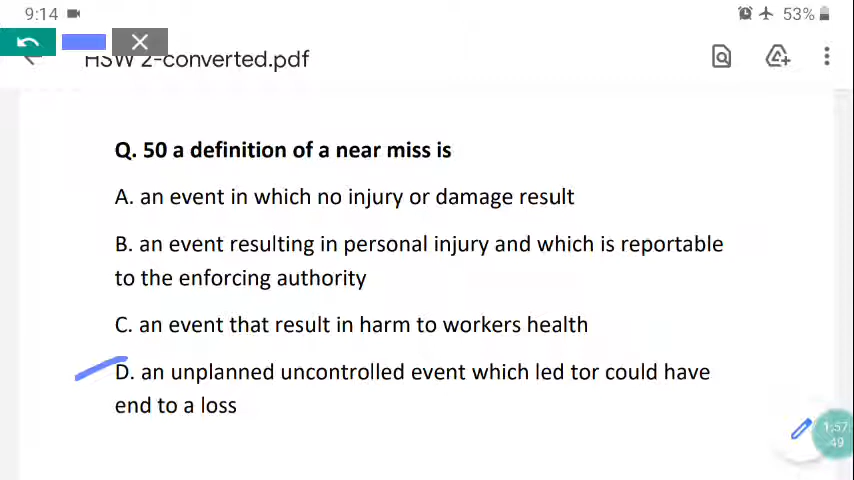 9:14
53%
HSW 2-converted.pdf
Q. 50 a definition of a near miss is
A. an event in which no injury or damage result
B. an event resulting in personal injury and which is reportable
to the enforcing authority
C. an event that result in harm to workers health
D. an unplanned uncontrolled event which led tor could have
end to a loss
1:57
49